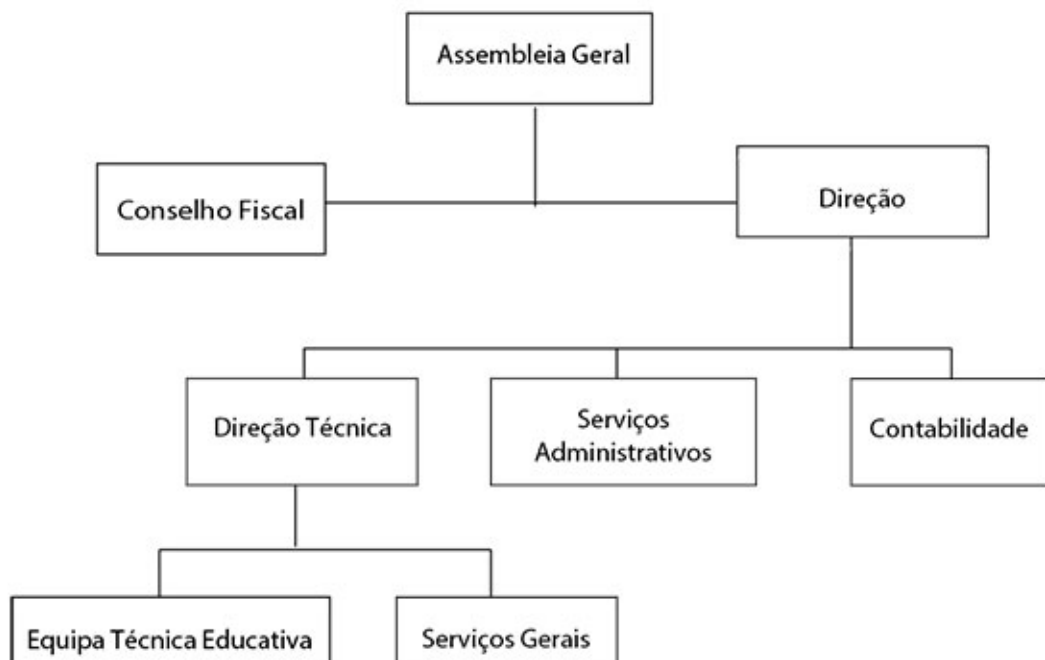 Assembleia Geral
Conselho Fiscal
Direção
Direção Técnica
Serviços
Administrativos
Contabilidade
Equipa Técnica Educativa
Serviços Gerais